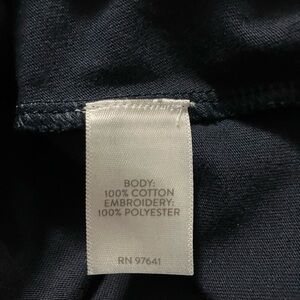 BODY:
100% COTTON
EMBROIDERY:
100% POLYESTER
RN 97641